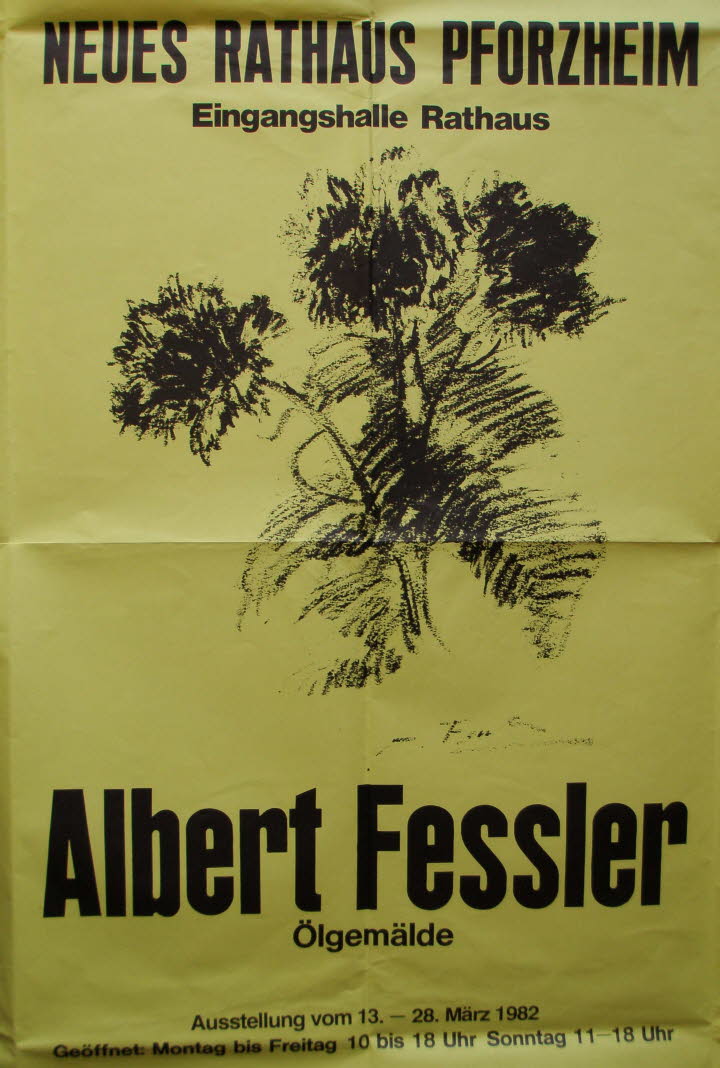 NEUES RATHAUS PFORZHEIM
Eingangshalle Rathaus
Albert Fessler
Ölgemälde
Ausstellung vom 13. — 28. März 1982
Geöffnet: Montag bis Freitag 10 bis 18 Uhr Sonntag 11—18 Uhr